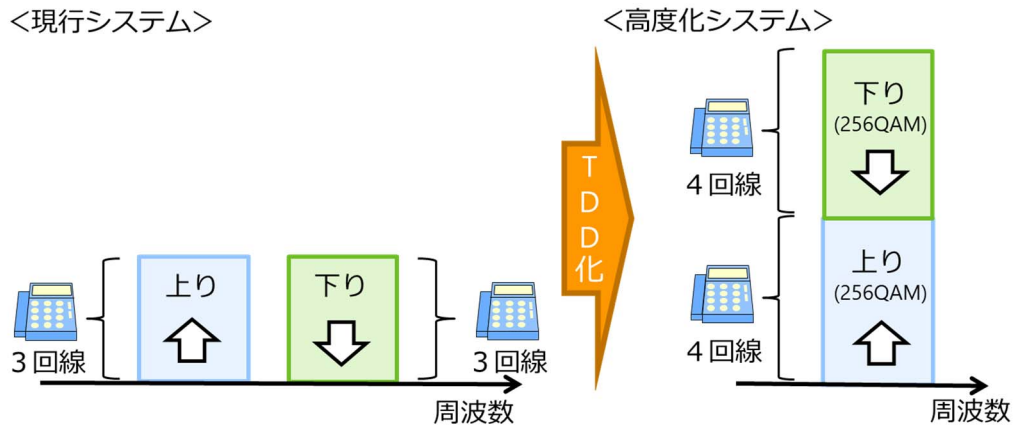 <現行システム>
上り
下り
3回線
3回線
周波数
TDD化
<高度化システム>
下り
(256QAM)
4回線
上り
(256QAM)
4回線
周波数